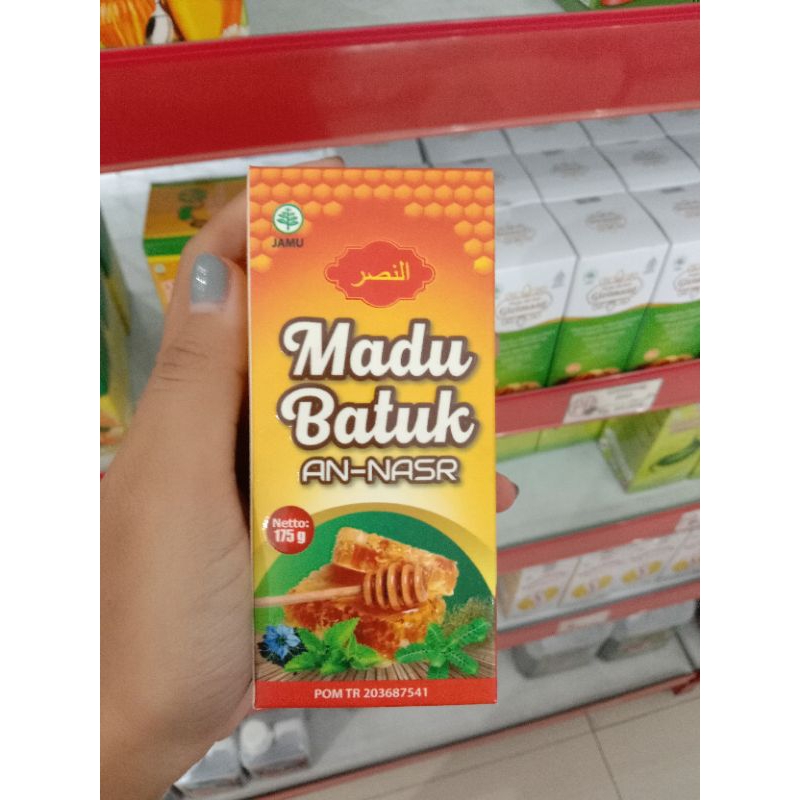 JAMU
النصر
Madu
Batuk
AN-NASR
Netto:
175 g
POM TR 203687541